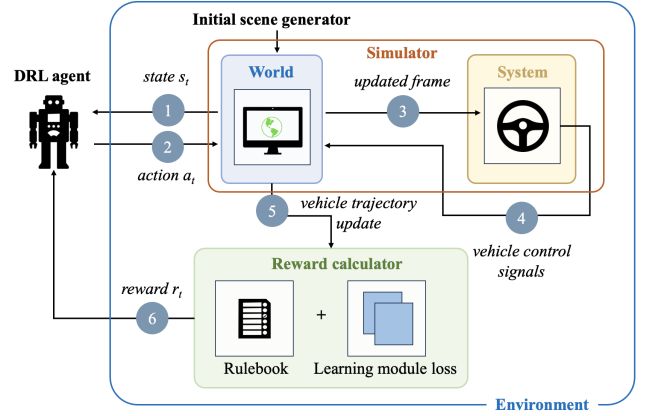 Initial scene generator
Simulator
DRL agent
state sₜ
World
updated frame
System
1
3
2
action aₜ
5
vehicle trajectory
update
4
vehicle control
signals
Reward calculator
reward rₜ
6
+
Rulebook
Learning module loss
Environment